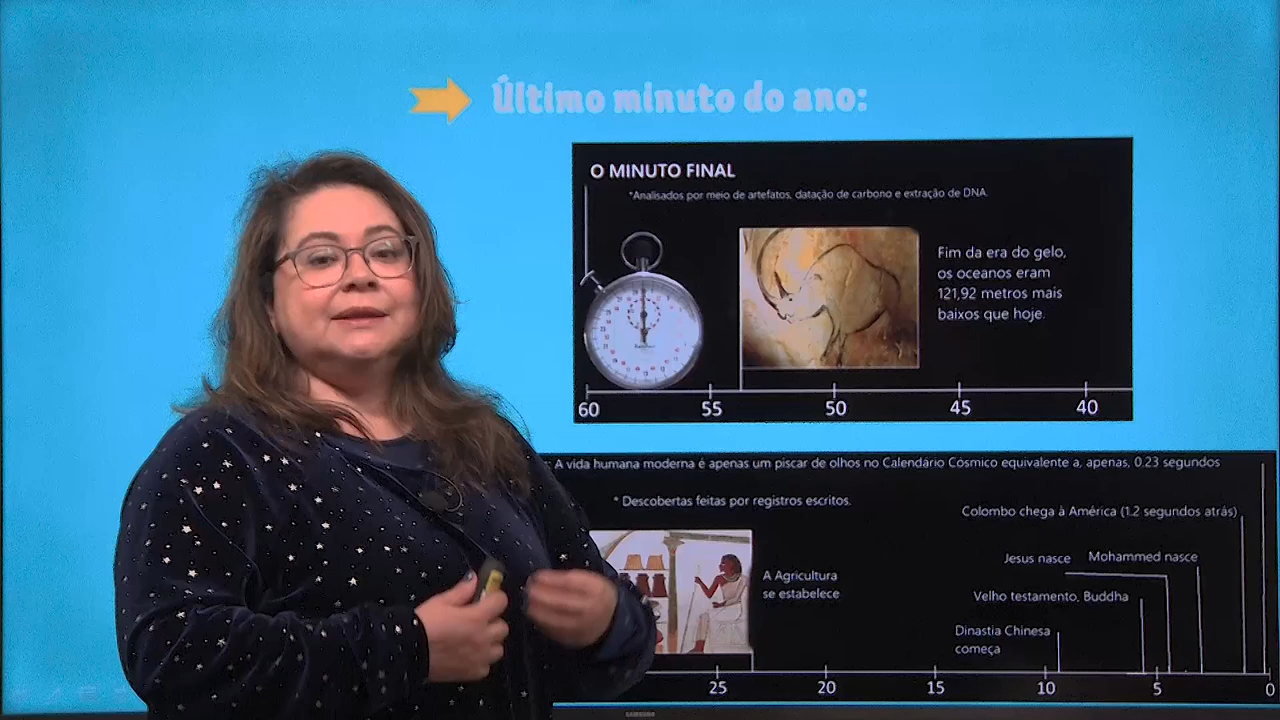 Último minuto do ano:
O MINUTO FINAL
*Analisados por meio de artefatos, datação de carbono e extração de DNA.
Fim da era do gelo,
os oceanos eram
121,92 metros mais
baixos que hoje.
60 55 50 45 40
A vida humana moderna é apenas um piscar de olhos no Calendário Cósmico equivalente a, apenas, 0.23 segundos
* Descobertas feitas por registros escritos.
Colombo chega à América (1.2 segundos atrás)
Jesus nasce Mohammed nasce
A Agricultura
se estabelece
Velho testamento, Buddha
Dinastia Chinesa
começa
25 20 15 10 5 0
SAMSUNG